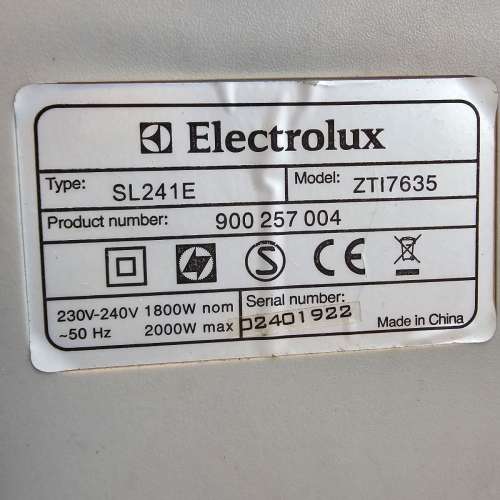 Electrolux
Type: SL241E Model: ZTI7635
Product number: 900 257 004
S CE
230V-240V 1800W nom
~50 Hz 2000W max
Serial number:
02401922
Made in China